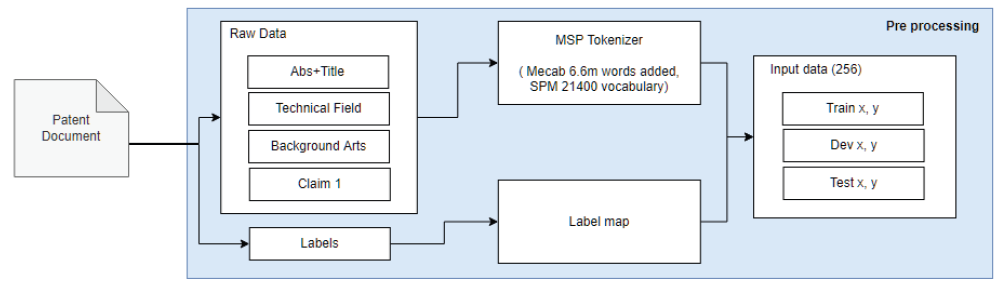 Pre processing
Patent
Document
Raw Data
Abs+Title
Technical Field
Background Arts
Claim 1
Labels
MSP Tokenizer
( Mecab 6.6m words added,
SPM 21400 vocabulary)
Label map
Input data (256)
Train x, y
Dev x, y
Test x, y